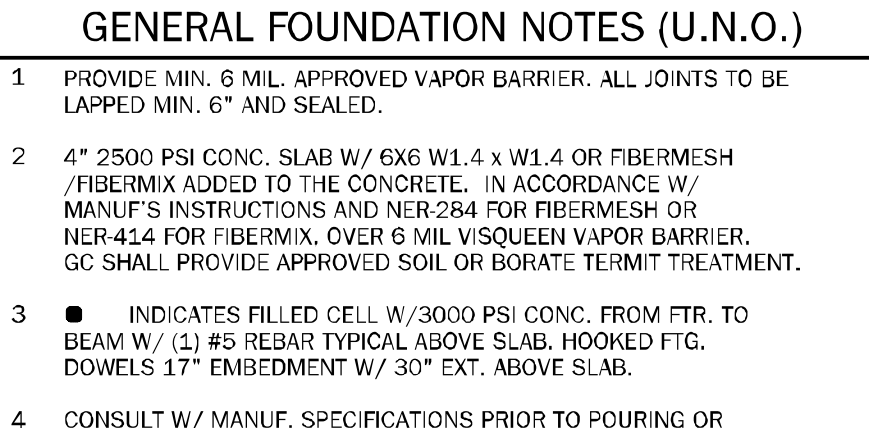 GENERAL FOUNDATION NOTES (U.N.O.)
1 PROVIDE MIN. 6 MIL. APPROVED VAPOR BARRIER. ALL JOINTS TO BE
LAPPED MIN. 6" AND SEALED.
2 4" 2500 PSI CONC. SLAB W/ 6X6 W1.4 x W1.4 OR FIBERMESH
/FIBERMIX ADDED TO THE CONCRETE. IN ACCORDANCE W/
MANUF'S INSTRUCTIONS AND NER-284 FOR FIBERMESH OR
NER-414 FOR FIBERMIX. OVER 6 MIL VISQUEEN VAPOR BARRIER.
GC SHALL PROVIDE APPROVED SOIL OR BORATE TERMIT TREATMENT.
3 INDICATES FILLED CELL W/3000 PSI CONC. FROM FTR. TO
BEAM W/ (1) #5 REBAR TYPICAL ABOVE SLAB. HOOKED FTG.
DOWELS 17" EMBEDMENT W/ 30" EXT. ABOVE SLAB.
4 CONSULT W/ MANUF. SPECIFICATIONS PRIOR TO POURING OR